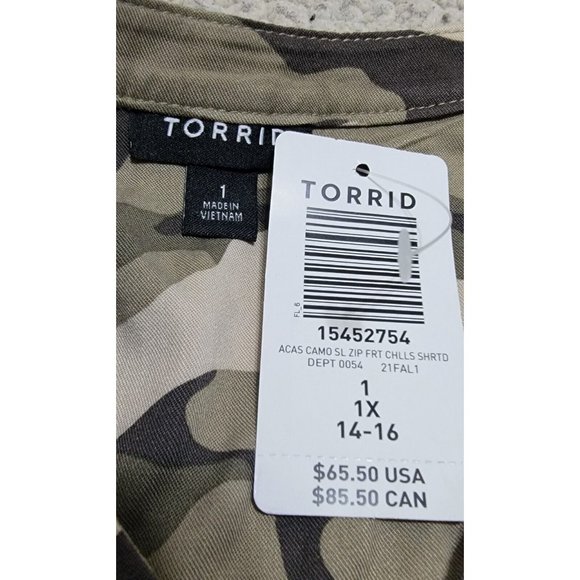 TORRID
1
MADE IN
VIETNAM
TORRID
FL 6
15452754
ACAS CAMO SL ZIP FRT CHLLS SHRTD
DEPT 0054 21FAL1
1
1X
14-16
$65.50 USA
$85.50 CAN